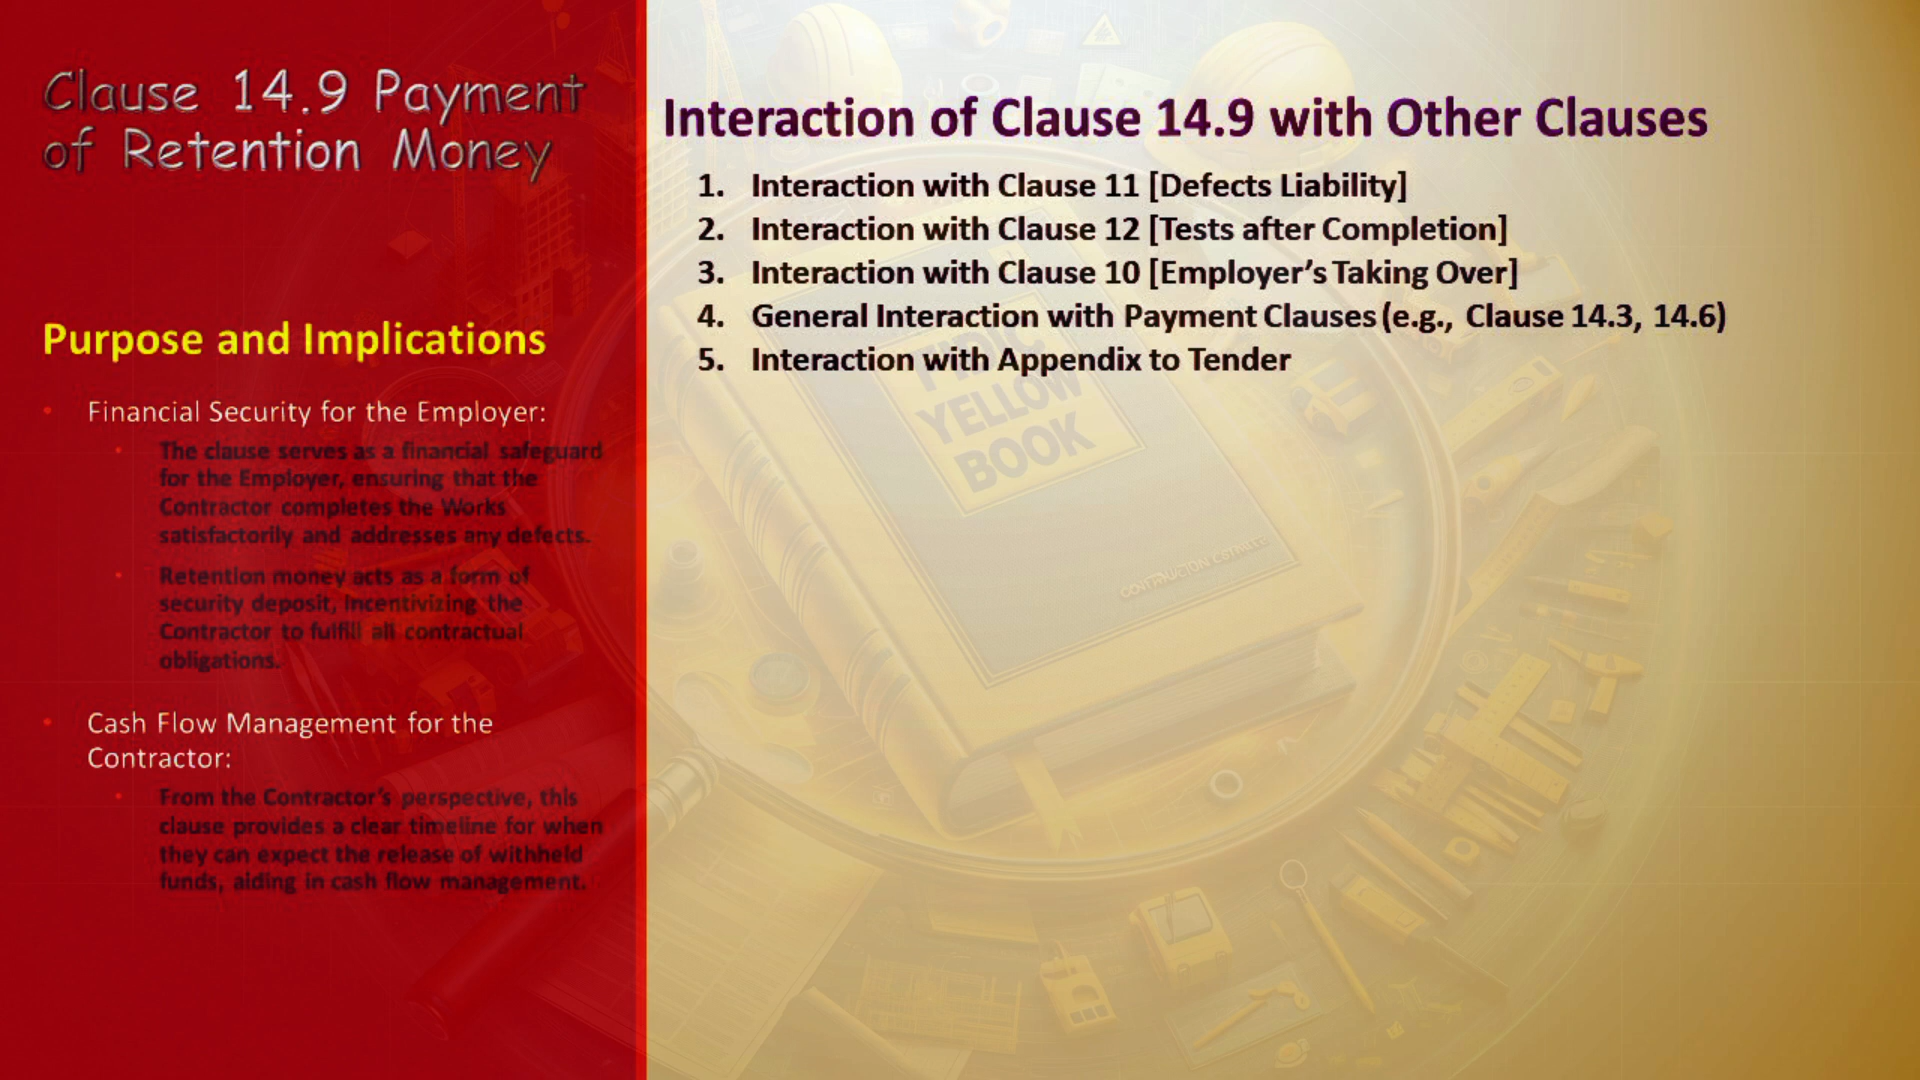 Clause 14.9 Payment
of Retention Money
Purpose and Implications
• Financial Security for the Employer:
• The clause serves as a financial safeguard
for the Employer, ensuring that the
Contractor completes the Works
satisfactorily and addresses any defects.
• Retention money acts as a form of
security deposit, incentivizing the
Contractor to fulfill all contractual
obligations.
• Cash Flow Management for the
Contractor:
• From the Contractor's perspective, this
clause provides a clear timeline for when
they can expect the release of withheld
funds, aiding in cash flow management.
Interaction of Clause 14.9 with Other Clauses
1. Interaction with Clause 11 [Defects Liability]
2. Interaction with Clause 12 [Tests after Completion]
3. Interaction with Clause 10 [Employer's Taking Over]
4. General Interaction with Payment Clauses (e.g., Clause 14.3, 14.6)
5. Interaction with Appendix to Tender
YELLOW
BOOK